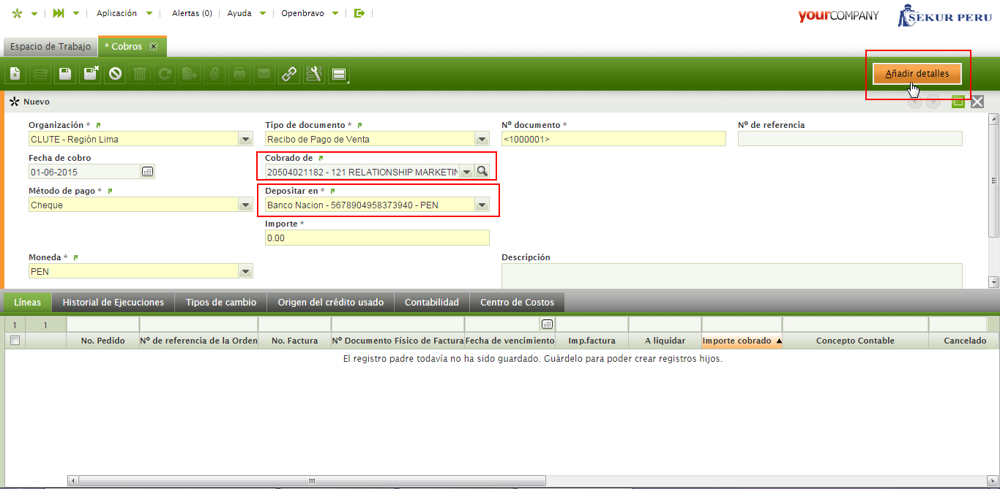 Aplicación Alertas (0) Ayuda Openbravo yourCOMPANY SEKUR PERU
Espacio de Trabajo * Cobros
Añadir detalles
Nuevo
Organización * Tipo de documento * Nº documento * Nº de referencia
CLUTE - Región Lima Recibo de Pago de Venta <1000001>
Fecha de cobro Cobrado de
01-06-2015 20504021182 - 121 RELATIONSHIP MARKETIN
Método de pago * Depositar en *
Cheque Banco Nacion - 5678904958373940 - PEN
Importe *
0.00
Moneda * Descripción
PEN
Líneas Historial de Ejecuciones Tipos de cambio Origen del crédito usado Contabilidad Centro de Costos
1 1
No. Pedido Nº de referencia de la Orden No. Factura Nº Documento Físico de Factura Fecha de vencimiento Imp.factura A liquidar Importe cobrado Concepto Contable Cancelado
El registro padre todavía no ha sido guardado. Guárdelo para poder crear registros hijos.